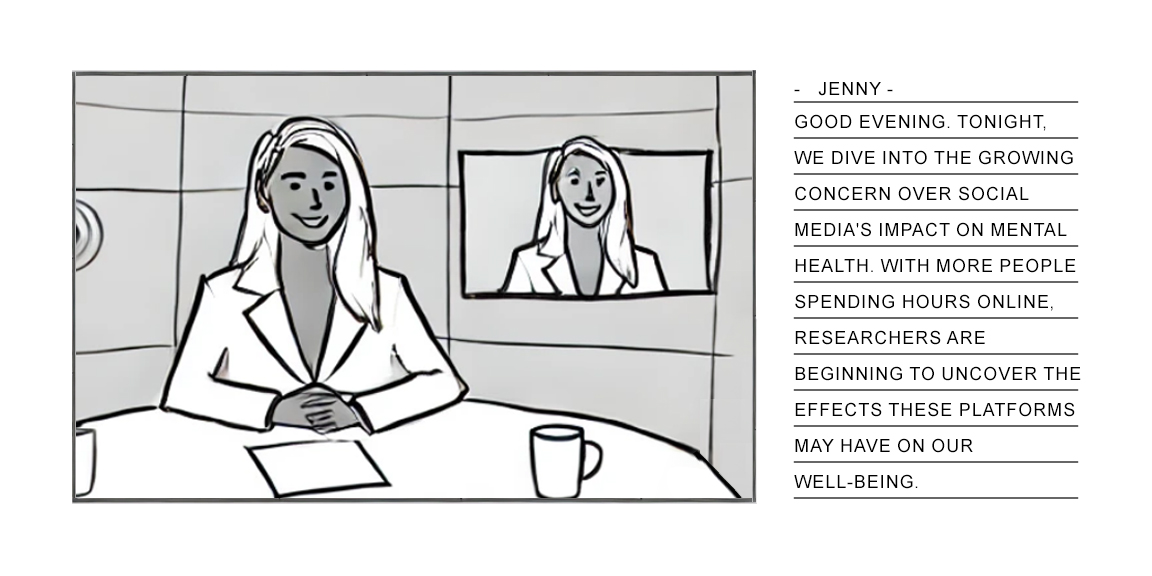 - JENNY -
GOOD EVENING. TONIGHT,
WE DIVE INTO THE GROWING
CONCERN OVER SOCIAL
MEDIA'S IMPACT ON MENTAL
HEALTH. WITH MORE PEOPLE
SPENDING HOURS ONLINE,
RESEARCHERS ARE
BEGINNING TO UNCOVER THE
EFFECTS THESE PLATFORMS
MAY HAVE ON OUR
WELL-BEING.